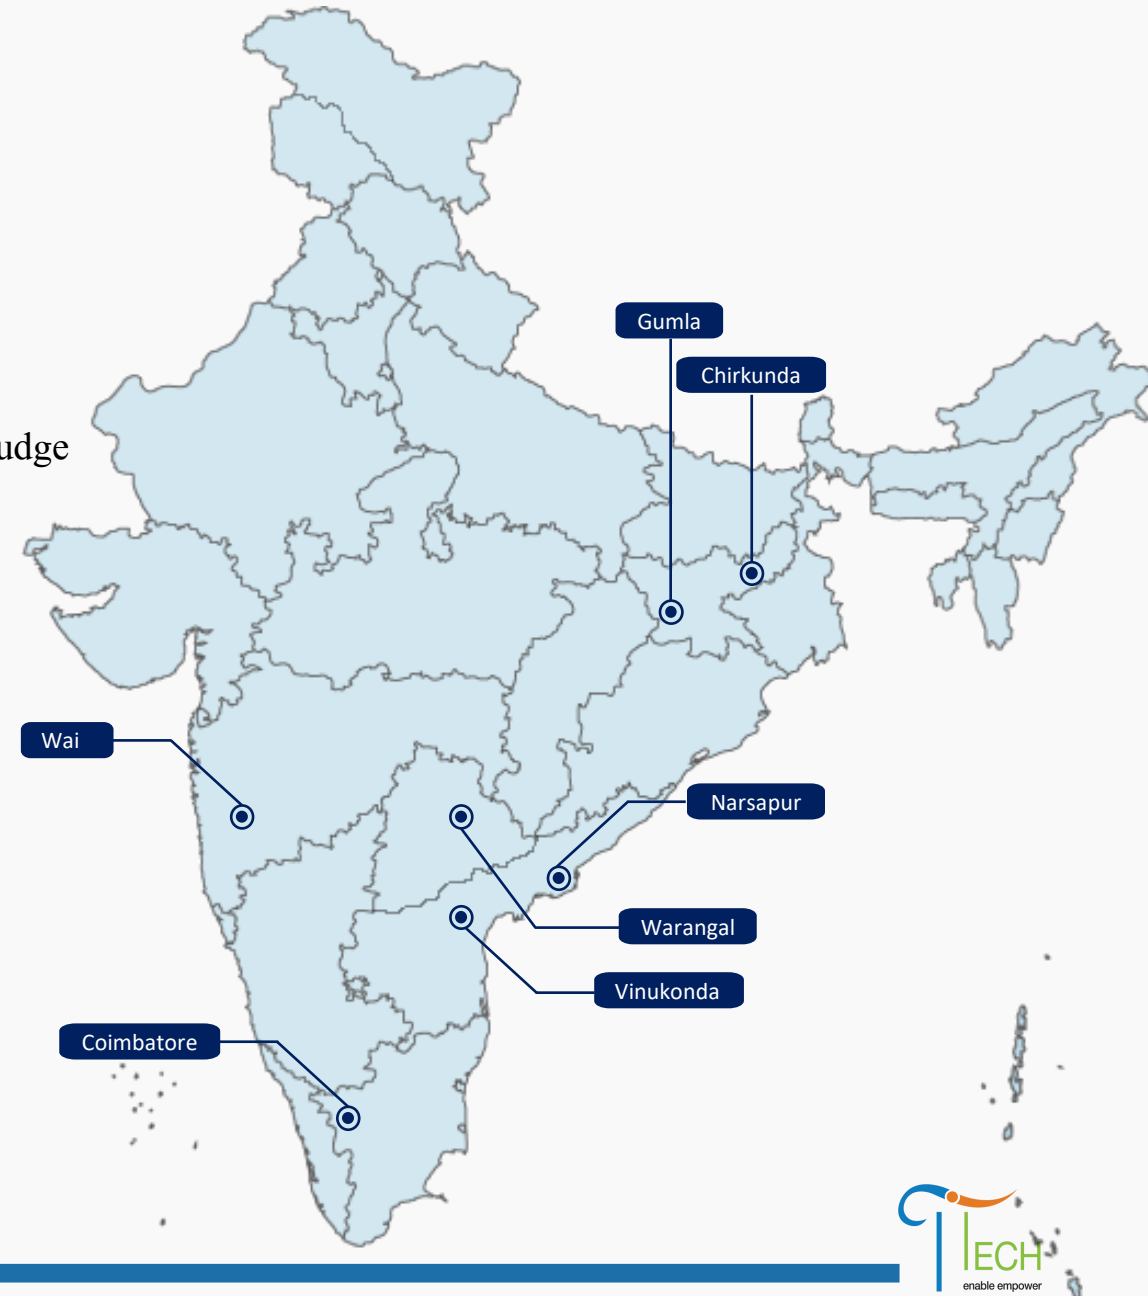 Gumla
Chirkunda
udge
Wai
Narsapur
Warangal
Vinukonda
Coimbatore
TECH
enable empower